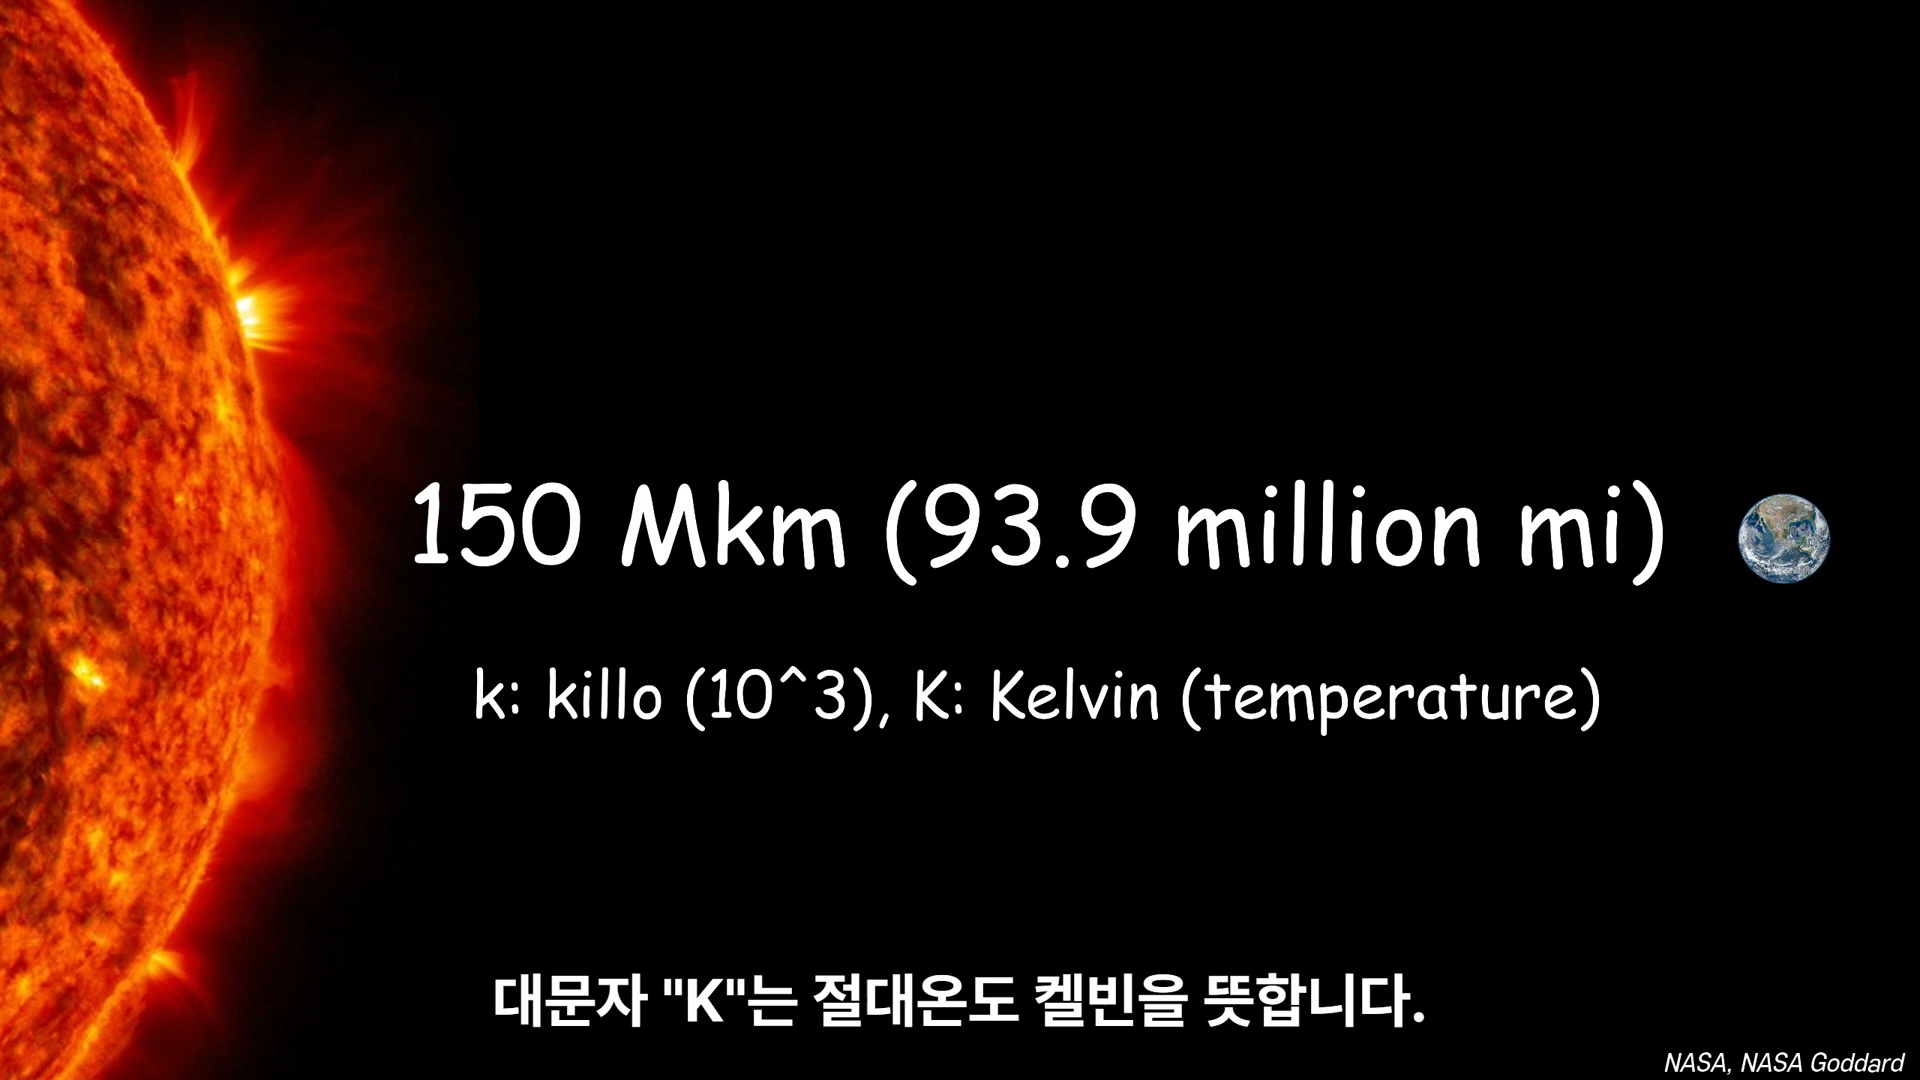 150 Mkm (93.9 million mi)
k: killo (10^3), K: Kelvin (temperature)
대문자 "K"는 절대온도 켈빈을 뜻합니다.
NASA, NASA Goddard